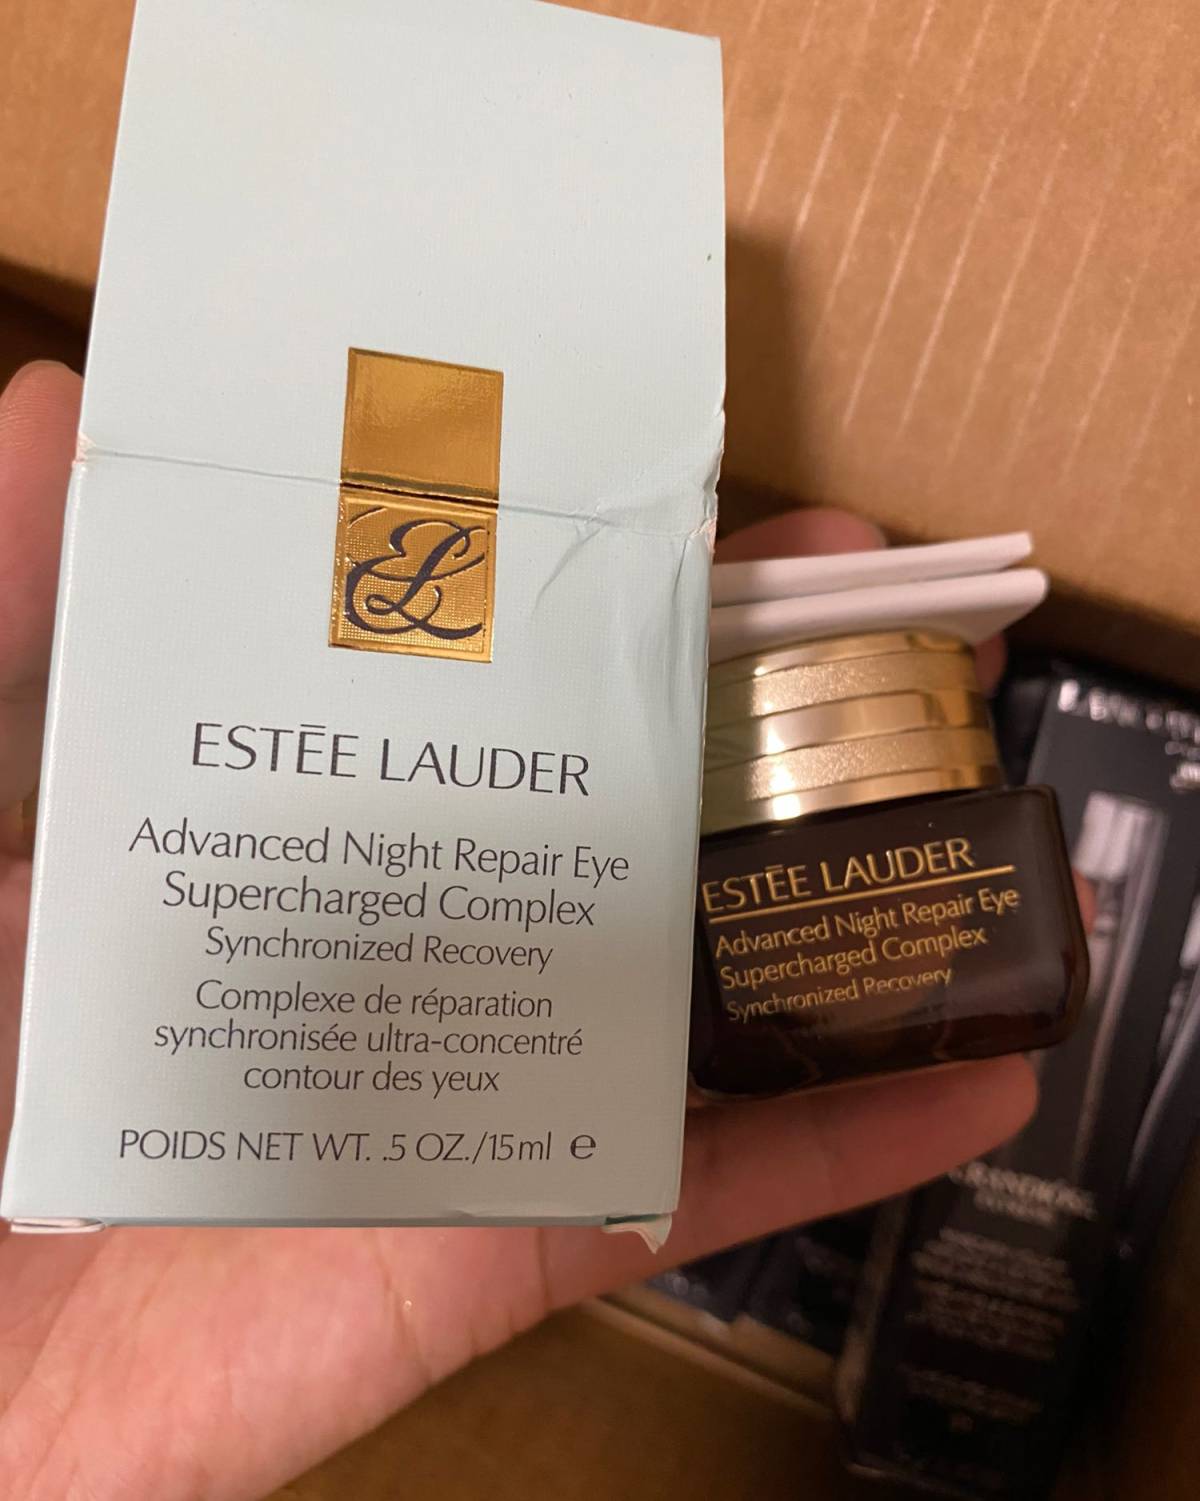 ESTĒE LAUDER
Advanced Night Repair Eye
Supercharged Complex
Synchronized Recovery
Complexe de réparation
synchronisée ultra-concentré
contour des yeux
POIDS NET WT. .5 OZ./15ml e
ESTĒE LAUDER
Advanced Night Repair Eye
Supercharged Complex
Synchronized Recovery